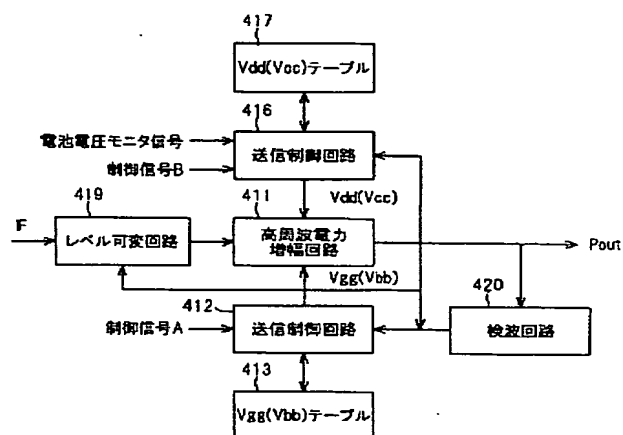 417
Vdd(Vcc)テーブル
416
電池電圧モニタ信号
制御信号B
送信制御回路
Vdd(Vcc)
419
411
IF
レベル可変回路
高周波電力
増幅回路
Pout
Vgg(Vbb)
412
420
制御信号A
送信制御回路
検波回路
413
Vgg(Vbb)テーブル